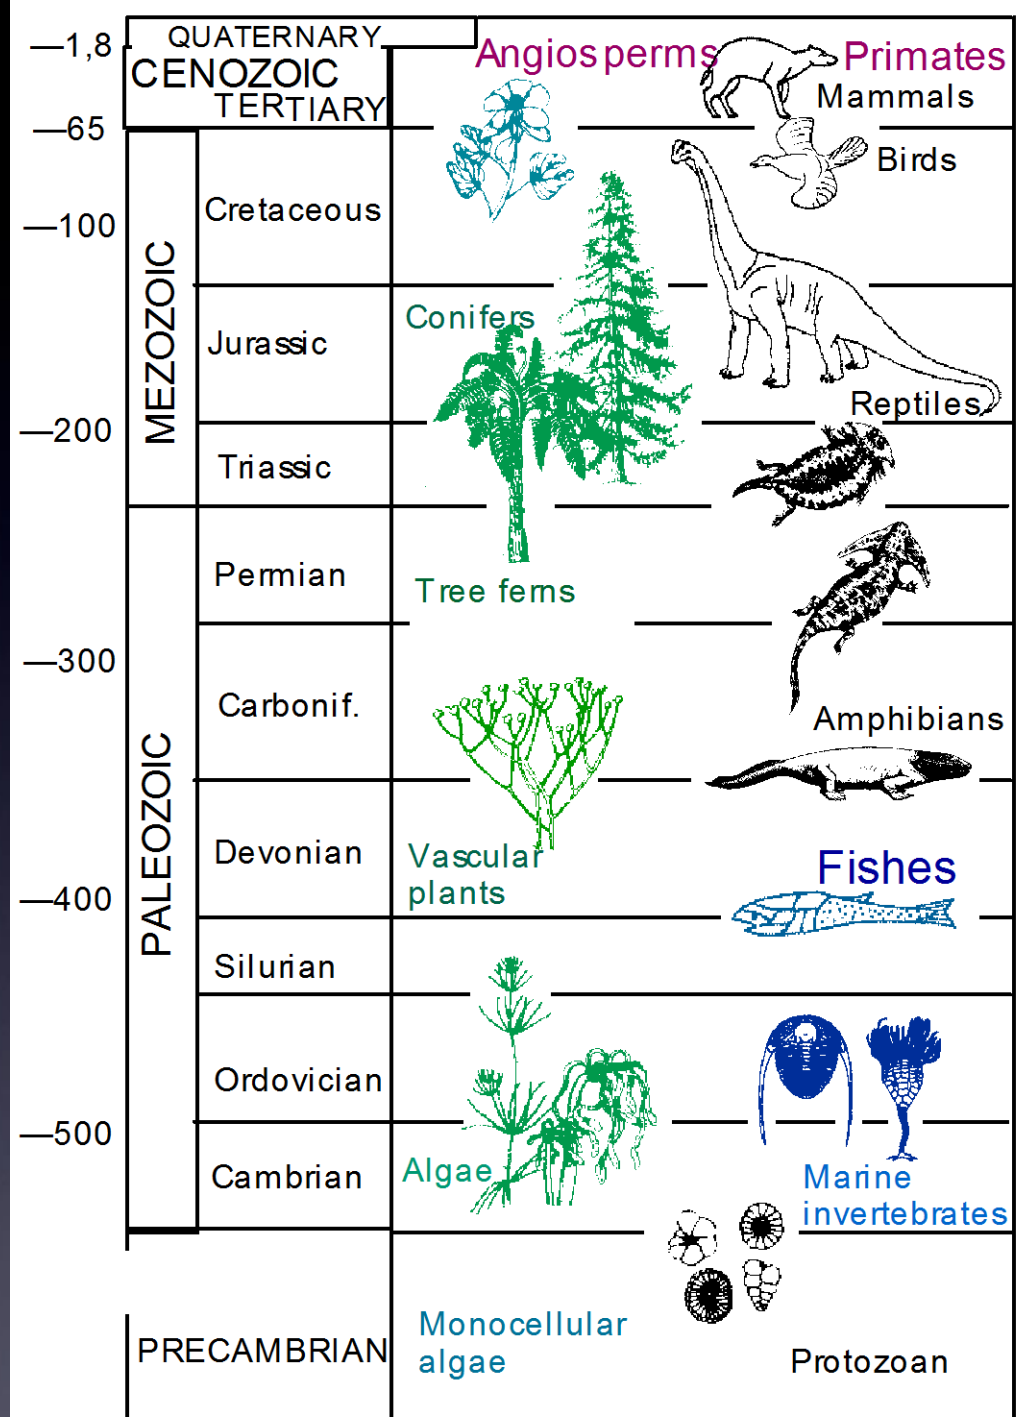 —1,8
QUATERNARY
CENOZOIC
TERTIARY
Angiosperms
Primates
Mammals
—65
Birds
Cretaceous
—100
MEZOZOIC
Conifers
Jurassic
Reptiles
—200
Triassic
Permian
Tree ferns
—300
Carbonif.
Amphibians
PALEOZOIC
Devonian
Vascular
plants
Fishes
—400
Silurian
Ordovician
—500
Cambrian
Algae
Marine
invertebrates
PRECAMBRIAN
Monocellular
algae
Protozoan